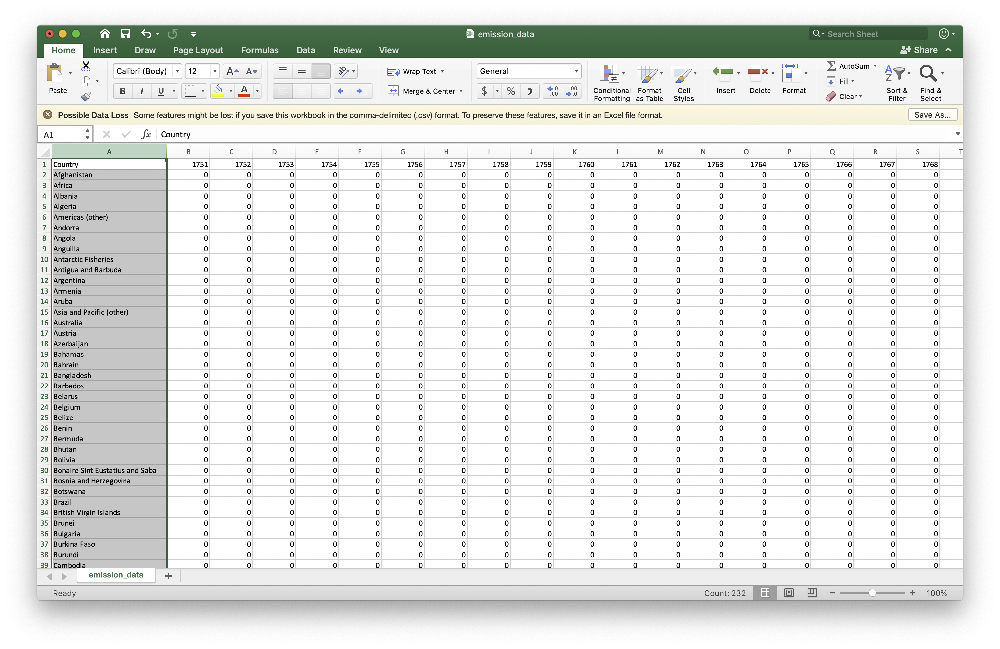 emission_data
Search Sheet
Home Insert Draw Page Layout Formulas Data Review View
Share
Paste
Calibri (Body) 12
Wrap Text
Merge & Center
General
Conditional Formatting
Format as Table
Cell Styles
Insert
Delete
Format
AutoSum
Fill
Clear
Sort & Filter
Find & Select
Possible Data Loss Some features might be lost if you save this workbook in the comma-delimited (.csv) format. To preserve these features, save it in an Excel file format.
Save As...
A1 fx Country
A B C D E F G H I J K L M N O P Q R S T
1 Country 1751 1752 1753 1754 1755 1756 1757 1758 1759 1760 1761 1762 1763 1764 1765 1766 1767 1768
2 Afghanistan 0 0 0 0 0 0 0 0 0 0 0 0 0 0 0 0 0 0
3 Africa 0 0 0 0 0 0 0 0 0 0 0 0 0 0 0 0 0 0
4 Albania 0 0 0 0 0 0 0 0 0 0 0 0 0 0 0 0 0 0
5 Algeria 0 0 0 0 0 0 0 0 0 0 0 0 0 0 0 0 0 0
6 Americas (other) 0 0 0 0 0 0 0 0 0 0 0 0 0 0 0 0 0 0
7 Andorra 0 0 0 0 0 0 0 0 0 0 0 0 0 0 0 0 0 0
8 Angola 0 0 0 0 0 0 0 0 0 0 0 0 0 0 0 0 0 0
9 Anguilla 0 0 0 0 0 0 0 0 0 0 0 0 0 0 0 0 0 0
10 Antarctic Fisheries 0 0 0 0 0 0 0 0 0 0 0 0 0 0 0 0 0 0
11 Antigua and Barbuda 0 0 0 0 0 0 0 0 0 0 0 0 0 0 0 0 0 0
12 Argentina 0 0 0 0 0 0 0 0 0 0 0 0 0 0 0 0 0 0
13 Armenia 0 0 0 0 0 0 0 0 0 0 0 0 0 0 0 0 0 0
14 Aruba 0 0 0 0 0 0 0 0 0 0 0 0 0 0 0 0 0 0
15 Asia and Pacific (other) 0 0 0 0 0 0 0 0 0 0 0 0 0 0 0 0 0 0
16 Australia 0 0 0 0 0 0 0 0 0 0 0 0 0 0 0 0 0 0
17 Austria 0 0 0 0 0 0 0 0 0 0 0 0 0 0 0 0 0 0
18 Azerbaijan 0 0 0 0 0 0 0 0 0 0 0 0 0 0 0 0 0 0
19 Bahamas 0 0 0 0 0 0 0 0 0 0 0 0 0 0 0 0 0 0
20 Bahrain 0 0 0 0 0 0 0 0 0 0 0 0 0 0 0 0 0 0
21 Bangladesh 0 0 0 0 0 0 0 0 0 0 0 0 0 0 0 0 0 0
22 Barbados 0 0 0 0 0 0 0 0 0 0 0 0 0 0 0 0 0 0
23 Belarus 0 0 0 0 0 0 0 0 0 0 0 0 0 0 0 0 0 0
24 Belgium 0 0 0 0 0 0 0 0 0 0 0 0 0 0 0 0 0 0
25 Belize 0 0 0 0 0 0 0 0 0 0 0 0 0 0 0 0 0 0
26 Benin 0 0 0 0 0 0 0 0 0 0 0 0 0 0 0 0 0 0
27 Bermuda 0 0 0 0 0 0 0 0 0 0 0 0 0 0 0 0 0 0
28 Bhutan 0 0 0 0 0 0 0 0 0 0 0 0 0 0 0 0 0 0
29 Bolivia 0 0 0 0 0 0 0 0 0 0 0 0 0 0 0 0 0 0
30 Bonaire Sint Eustatius and Saba 0 0 0 0 0 0 0 0 0 0 0 0 0 0 0 0 0 0
31 Bosnia and Herzegovina 0 0 0 0 0 0 0 0 0 0 0 0 0 0 0 0 0 0
32 Botswana 0 0 0 0 0 0 0 0 0 0 0 0 0 0 0 0 0 0
33 Brazil 0 0 0 0 0 0 0 0 0 0 0 0 0 0 0 0 0 0
34 British Virgin Islands 0 0 0 0 0 0 0 0 0 0 0 0 0 0 0 0 0 0
35 Brunei 0 0 0 0 0 0 0 0 0 0 0 0 0 0 0 0 0 0
36 Bulgaria 0 0 0 0 0 0 0 0 0 0 0 0 0 0 0 0 0 0
37 Burkina Faso 0 0 0 0 0 0 0 0 0 0 0 0 0 0 0 0 0 0
38 Burundi 0 0 0 0 0 0 0 0 0 0 0 0 0 0 0 0 0 0
39 Cambodia 0 0 0 0 0 0 0 0 0 0 0 0 0 0 0 0 0 0
emission_data
Ready Count: 232 100%